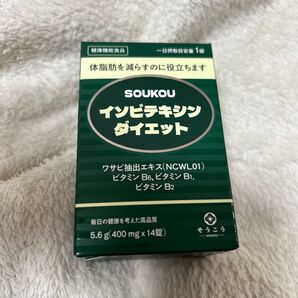 健康機能食品
一日摂取目安量1錠
体脂肪を減らすのに役立ちます
SOUKOU
イソビテキシン
ダイエット
ワサビ抽出エキス(NCWL01)
ビタミン B6, ビタミン B1,
ビタミン B2
毎日の健康を考えた高品質
5.6 g(400 mg x 14錠)
そうこう